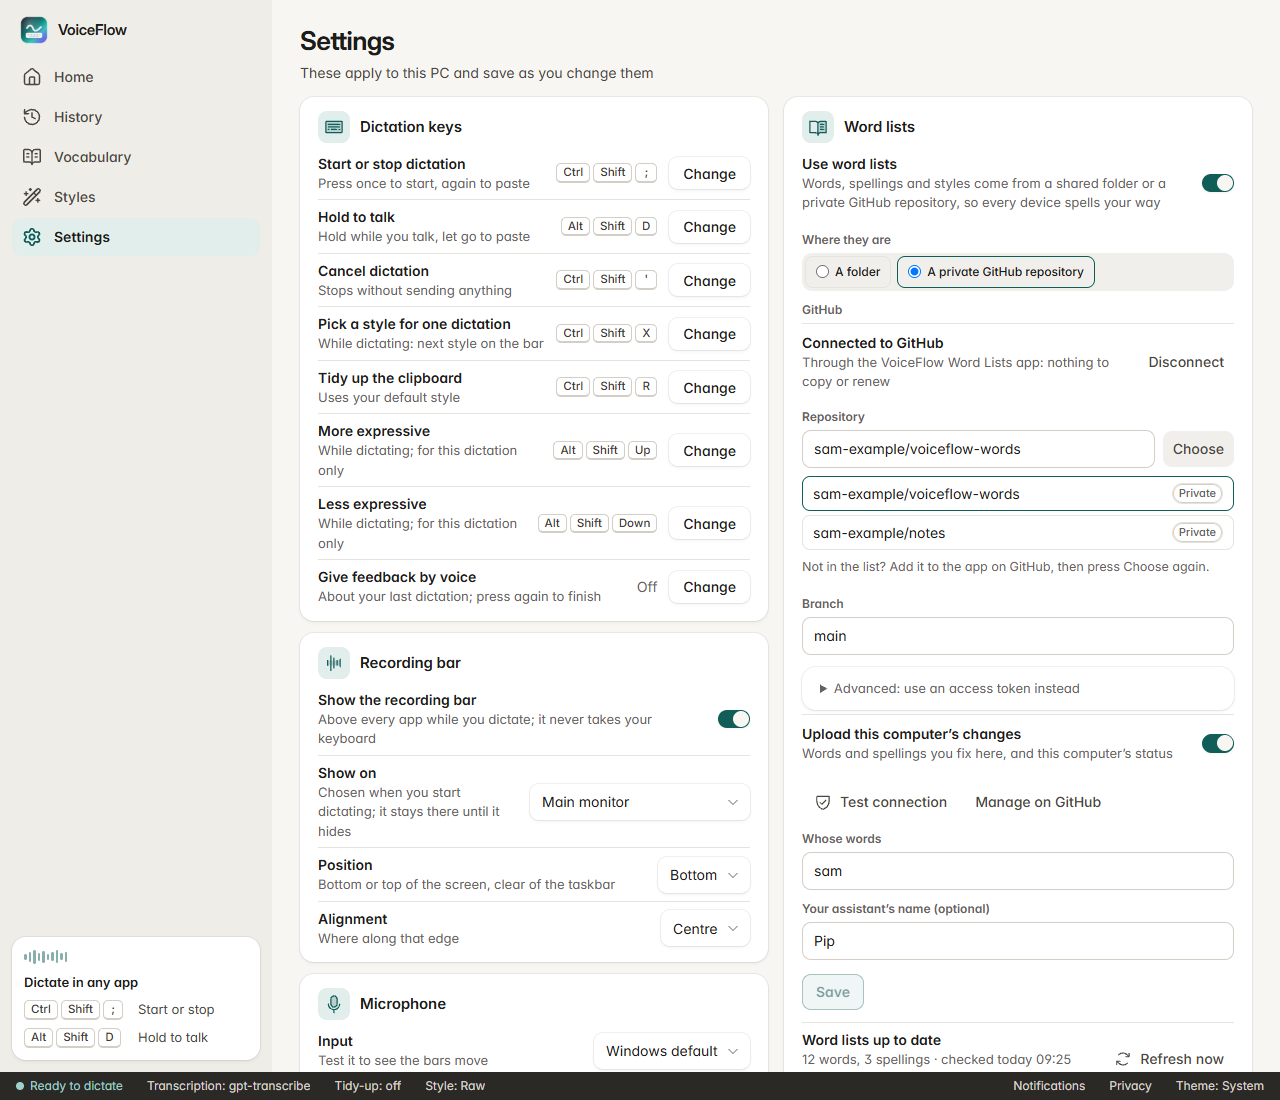 VoiceFlow
Home
History
Vocabulary
Styles
Settings
Dictate in any app
Ctrl Shift ; Start or stop
Alt Shift D Hold to talk
Settings
These apply to this PC and save as you change them
Dictation keys
Start or stop dictation
Press once to start, again to paste
Ctrl Shift ; Change
Hold to talk
Hold while you talk, let go to paste
Alt Shift D Change
Cancel dictation
Stops without sending anything
Ctrl Shift ' Change
Pick a style for one dictation
While dictating: next style on the bar
Ctrl Shift X Change
Tidy up the clipboard
Uses your default style
Ctrl Shift R Change
More expressive
While dictating; for this dictation
only
Alt Shift Up Change
Less expressive
While dictating; for this dictation
only
Alt Shift Down Change
Give feedback by voice
About your last dictation; press again to finish
Off Change
Recording bar
Show the recording bar
Above every app while you dictate; it never takes your
keyboard
Show on
Chosen when you start
dictating; it stays there until it
hides
Main monitor
Position
Bottom or top of the screen, clear of the taskbar
Bottom
Alignment
Where along that edge
Centre
Microphone
Input
Test it to see the bars move
Windows default
Word lists
Use word lists
Words, spellings and styles come from a shared folder or a
private GitHub repository, so every device spells your way
Where they are
A folder A private GitHub repository
GitHub
Connected to GitHub
Through the VoiceFlow Word Lists app: nothing to
copy or renew
Disconnect
Repository
sam-example/voiceflow-words Choose
sam-example/voiceflow-words Private
sam-example/notes Private
Not in the list? Add it to the app on GitHub, then press Choose again.
Branch
main
Advanced: use an access token instead
Upload this computer's changes
Words and spellings you fix here, and this computer's status
Test connection Manage on GitHub
Whose words
sam
Your assistant's name (optional)
Pip
Save
Word lists up to date
12 words, 3 spellings · checked today 09:25
Refresh now
Ready to dictate Transcription: gpt-transcribe Tidy-up: off Style: Raw Notifications Privacy Theme: System